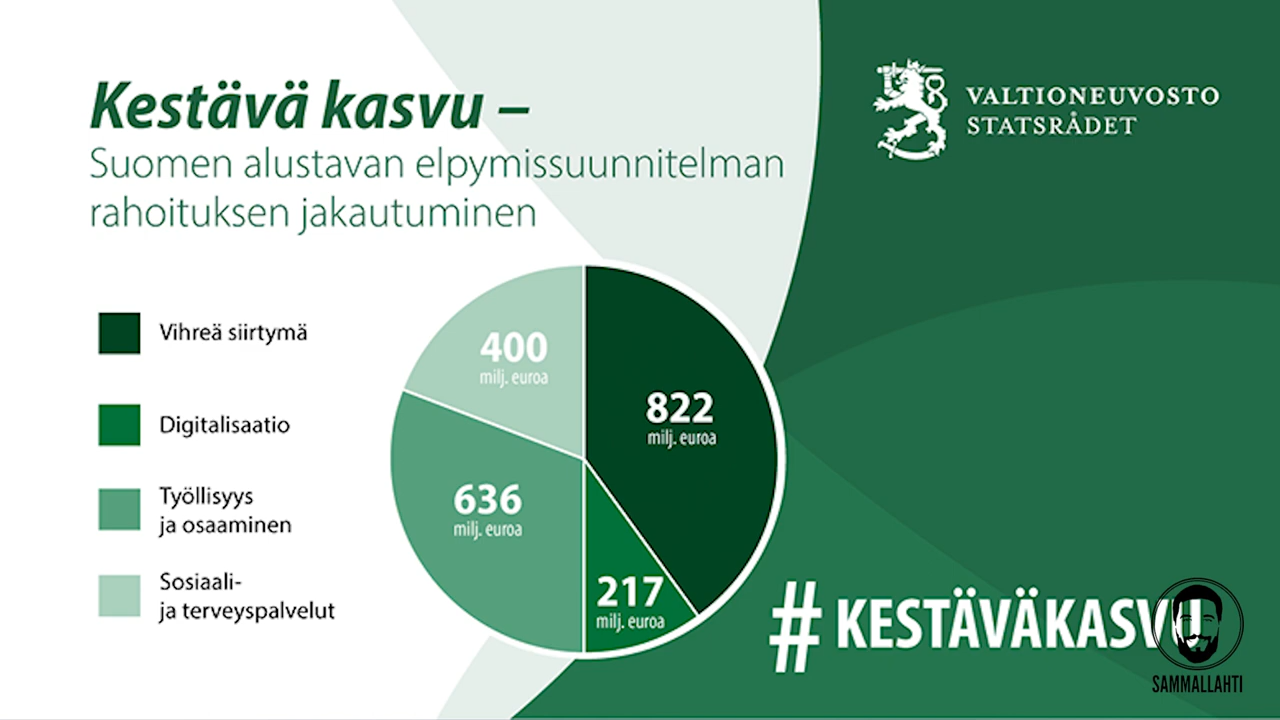 Kestävä kasvu –
Suomen alustavan elpymissuunnitelman
rahoituksen jakautuminen
VALTIONEUVOSTO
STATSRÅDET
Vihreä siirtymä
Digitalisaatio
Työllisyys
ja osaaminen
Sosiaali-
ja terveyspalvelut
400
milj. euroa
822
milj. euroa
636
milj. euroa
217
milj. euroa
#KESTÄVÄKASVU
SAMMALLAHTI